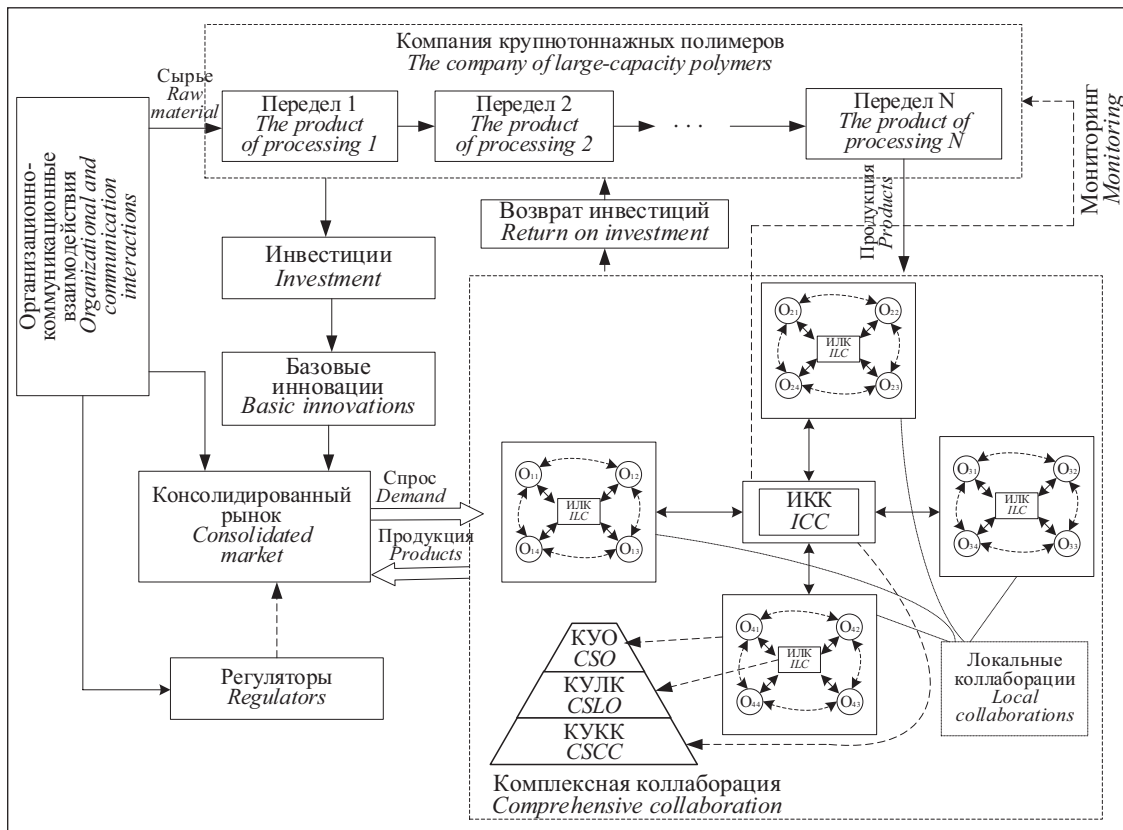 Компания крупнотоннажных полимеров
The company of large-capacity polymers
Сырье
Raw
material
Передел 1
The product
of processing 1
Передел 2
The product
of processing 2
. . .
Передел N
The product of
processing N
Мониторинг
Monitoring
Организационно-
коммуникационные
взаимодействия
Organizational and
communication
interactions
Возврат инвестиций
Return on investment
Продукция
Products
Инвестиции
Investment
Базовые
инновации
Basic innovations
O21
O22
ИЛК
ILC
O24
O23
Консолидированный
рынок
Consolidated
market
Спрос
Demand
Продукция
Products
O11
O12
ИЛК
ILC
O14
O13
ИКК
ICC
O31
O32
ИЛК
ILC
O34
O33
O41
O42
ИЛК
ILC
O44
O43
КУО
CSO
КУЛК
CSLO
КУКК
CSCC
Регуляторы
Regulators
Локальные
коллаборации
Local
collaborations
Комплексная коллаборация
Comprehensive collaboration